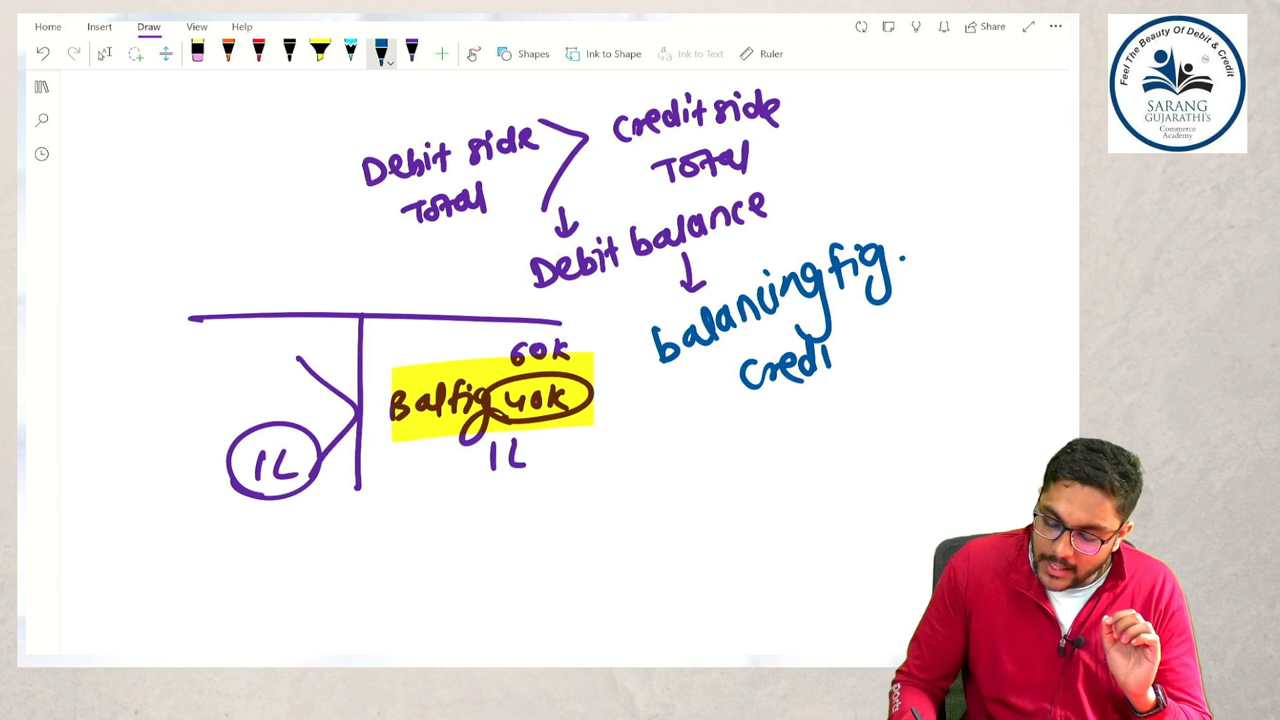 Home Insert Draw View Help
Share
Shapes Ink to Shape Ink to Text Ruler
Feel The Beauty Of Debit & Credit
SARANG
GUJARATHI'S
Commerce
Academy
Debit side > credit side
Total Total
Debit balance
balancing fig.
credi
60K
Balfig 40K
1L 1L